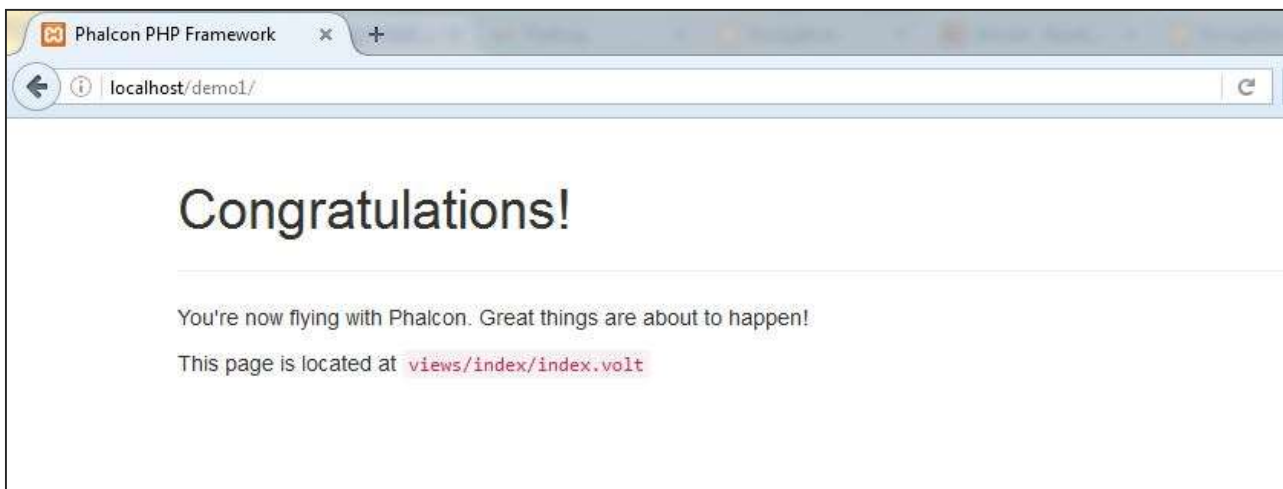 Phalcon PHP Framework
localhost/demo1/
Congratulations!
You're now flying with Phalcon. Great things are about to happen!
This page is located at views/index/index.volt